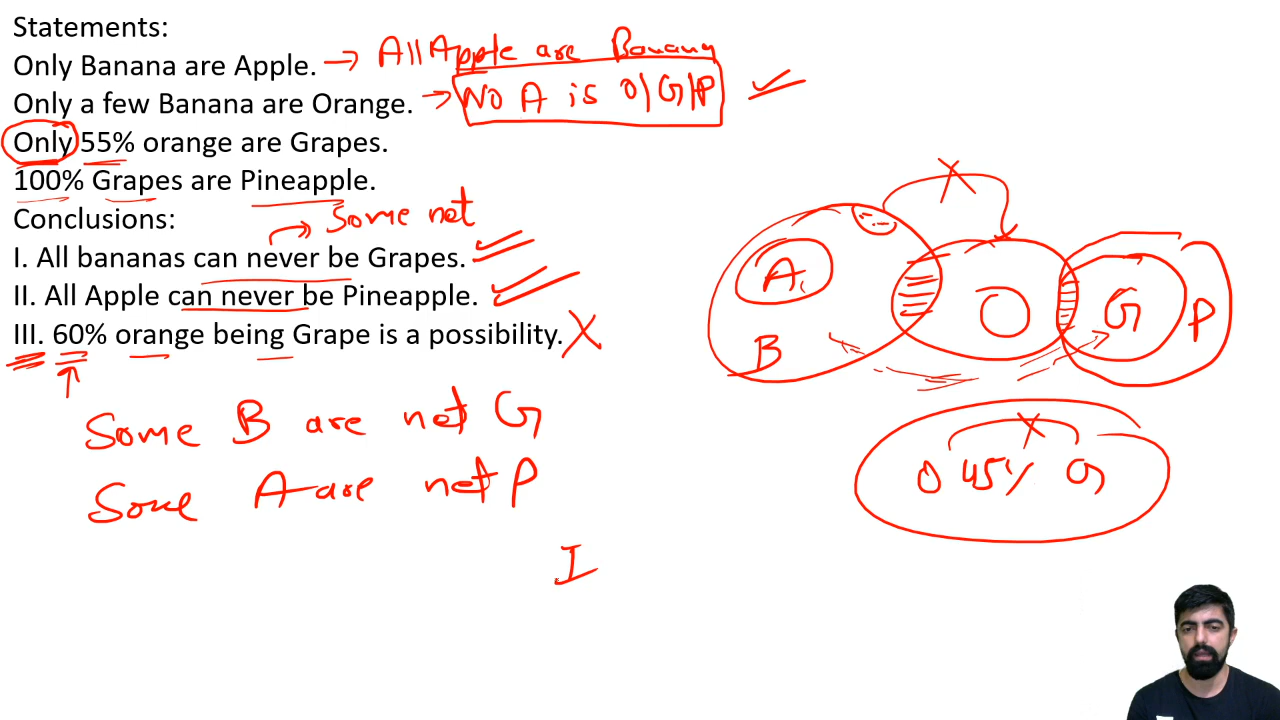 Statements:
Only Banana are Apple. → All Apple are Banana
Only a few Banana are Orange. → No A is O/G/P
Only 55% orange are Grapes.
100% Grapes are Pineapple.
Conclusions:
Some not
I. All bananas can never be Grapes.
II. All Apple can never be Pineapple.
III. 60% orange being Grape is a possibility.
A B O G P
Some B are not G
O 45% G
Some A are not P
I